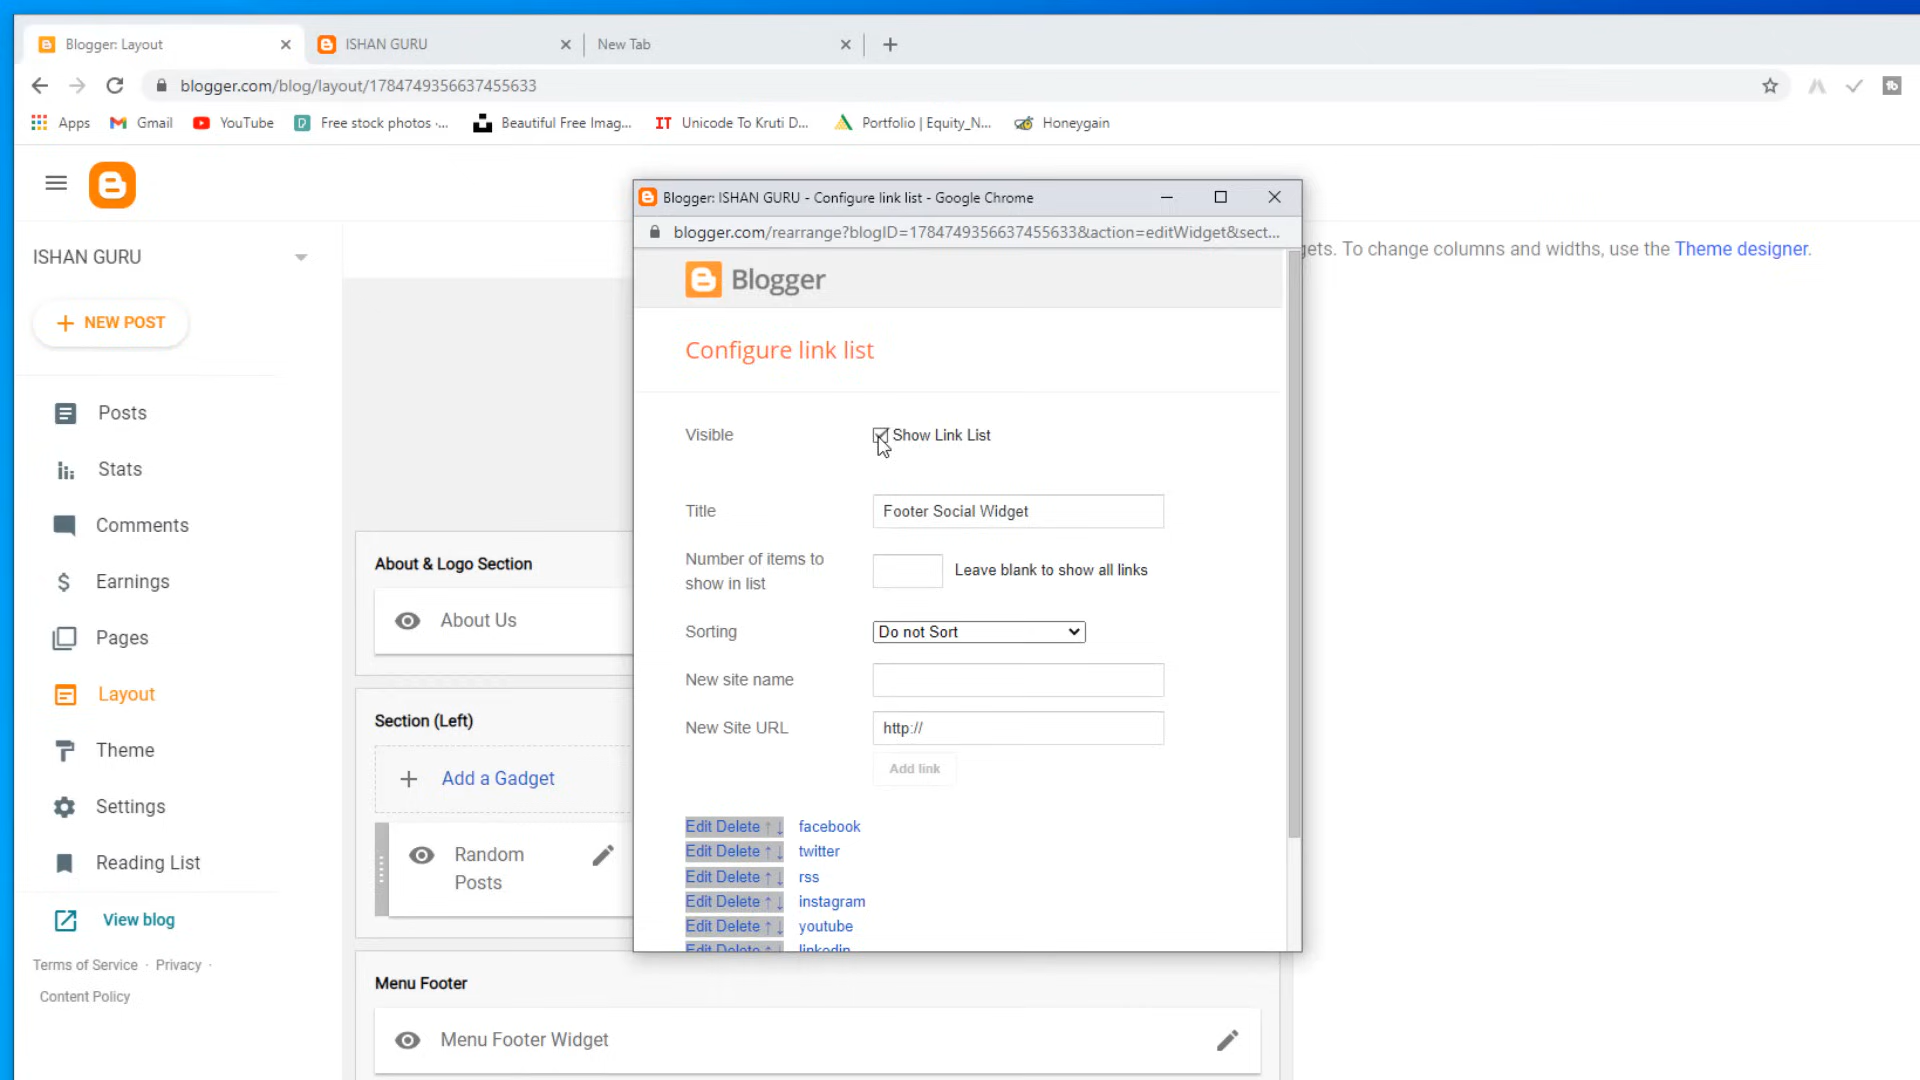 Blogger: Layout
ISHAN GURU
New Tab
blogger.com/blog/layout/1784749356637455633
Apps
Gmail
YouTube
Free stock photos ·...
Beautiful Free Imag...
IT Unicode To Kruti D...
Portfolio | Equity_N...
Honeygain
ISHAN GURU
NEW POST
Posts
Stats
Comments
Earnings
Pages
Layout
Theme
Settings
Reading List
View blog
Terms of Service · Privacy ·
Content Policy
gets. To change columns and widths, use the Theme designer.
About & Logo Section
About Us
Section (Left)
Add a Gadget
Random
Posts
Menu Footer
Menu Footer Widget
Blogger: ISHAN GURU - Configure link list - Google Chrome
blogger.com/rearrange?blogID=1784749356637455633&action=editWidget&sect...
Blogger
Configure link list
Visible
Show Link List
Title
Footer Social Widget
Number of items to
show in list
Leave blank to show all links
Sorting
Do not Sort
New site name
New Site URL
http://
Add link
Edit Delete ↑ ↓ facebook
Edit Delete ↑ ↓ twitter
Edit Delete ↑ ↓ rss
Edit Delete ↑ ↓ instagram
Edit Delete ↑ ↓ youtube
Edit Delete ↑ ↓ linkedin